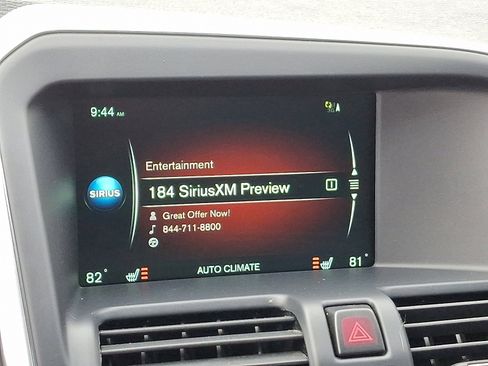 9:44 AM
Entertainment
SIRIUS
184 SiriusXM Preview
Great Offer Now!
844-711-8800
82°
AUTO CLIMATE
81°